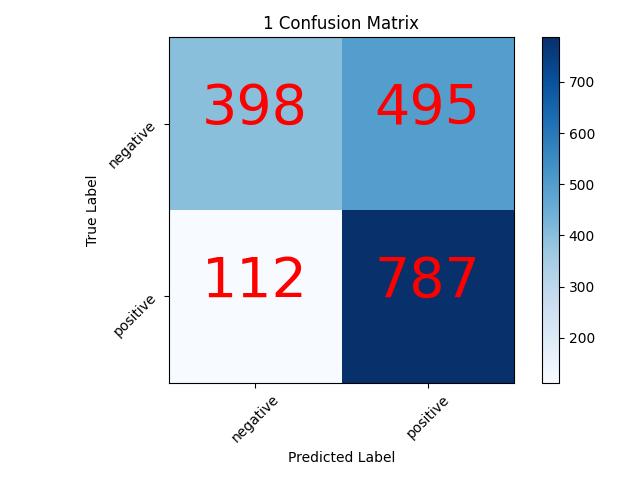 1 Confusion Matrix
398 495
112 787
negative
positive
True Label
negative
positive
Predicted Label
700
600
500
400
300
200